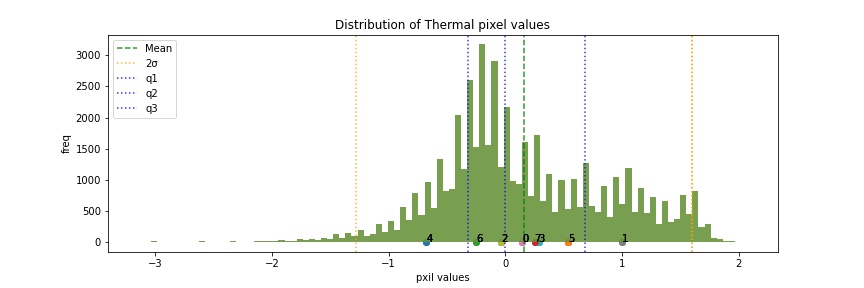 Distribution of Thermal pixel values
Mean
2σ
q1
q2
q3
freq
3000
2500
2000
1500
1000
500
0
4 6 2 0 7 3 5 1
−3 −2 −1 0 1 2
pxil values